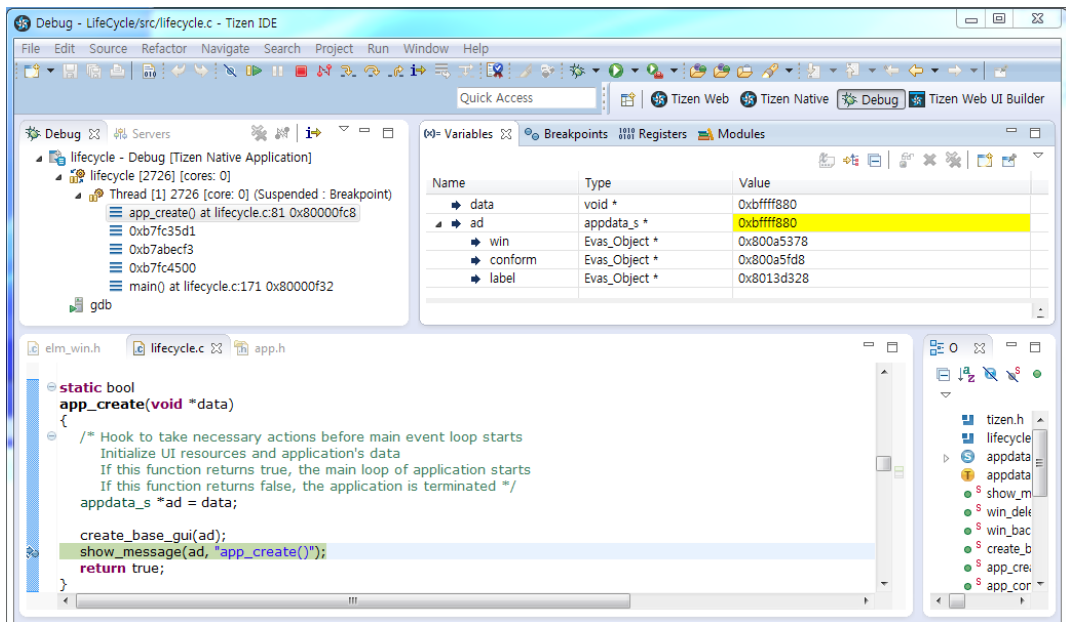 Debug - LifeCycle/src/lifecycle.c - Tizen IDE
File Edit Source Refactor Navigate Search Project Run Window Help
Quick Access
Tizen Web
Tizen Native
Debug
Tizen Web UI Builder
Debug
Servers
lifecycle - Debug [Tizen Native Application]
lifecycle [2726] [cores: 0]
Thread [1] 2726 [core: 0] (Suspended : Breakpoint)
app_create() at lifecycle.c:81 0x80000fc8
0xb7fc35d1
0xb7abecf3
0xb7fc4500
main() at lifecycle.c:171 0x80000f32
gdb
(x)= Variables
Breakpoints
Registers
Modules
Name Type Value
data void * 0xbffff880
ad appdata_s * 0xbffff880
win Evas_Object * 0x800a5378
conform Evas_Object * 0x800a5fd8
label Evas_Object * 0x8013d328
elm_win.h
lifecycle.c
app.h
static bool
app_create(void *data)
{
/* Hook to take necessary actions before main event loop starts
Initialize UI resources and application's data
If this function returns true, the main loop of application starts
If this function returns false, the application is terminated */
appdata_s *ad = data;
create_base_gui(ad);
show_message(ad, "app_create()");
return true;
}
O
tizen.h
lifecycle
appdata
appdata
S show_m
S win_dele
S win_bac
S create_b
S app_crea
S app_con